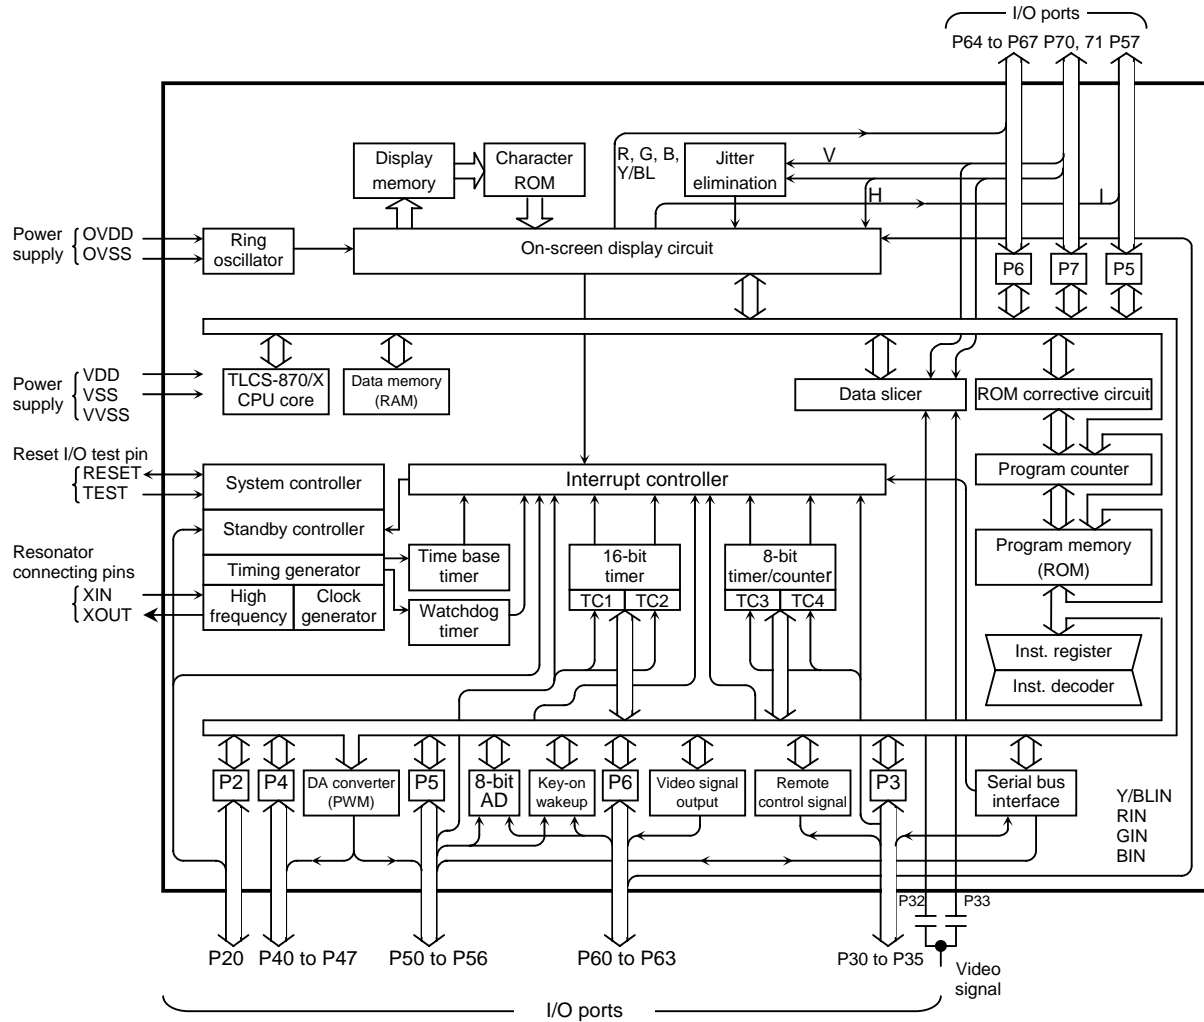 I/O ports
P64 to P67 P70, 71 P57
Display
memory
Character
ROM
R, G, B,
Y/BL
Jitter
elimination
V
H
I
Power
supply
OVDD
OVSS
Ring
oscillator
On-screen display circuit
P6
P7
P5
Power
supply
VDD
VSS
VVSS
TLCS-870/X
CPU core
Data memory
(RAM)
Data slicer
ROM corrective circuit
Reset I/O test pin
RESET
TEST
System controller
Interrupt controller
Program counter
Standby controller
Resonator
connecting pins
XIN
XOUT
Timing generator
High
frequency
Clock
generator
Time base
timer
Watchdog
timer
16-bit
timer
TC1
TC2
8-bit
timer/counter
TC3
TC4
Program memory
(ROM)
Inst. register
Inst. decoder
P2
P4
DA converter
(PWM)
P5
8-bit
AD
Key-on
wakeup
P6
Video signal
output
Remote
control signal
P3
Serial bus
interface
Y/BLIN
RIN
GIN
BIN
P32
P33
P20
P40 to P47
P50 to P56
P60 to P63
P30 to P35
Video
signal
I/O ports